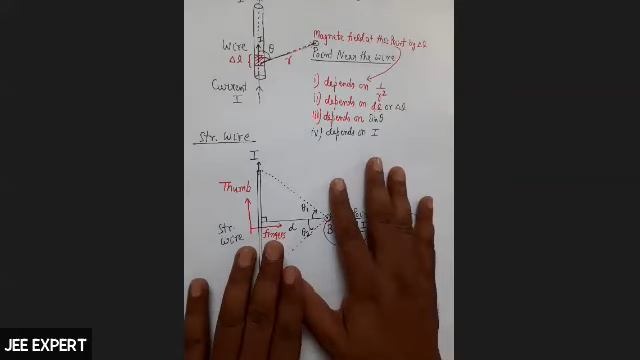 I
Magnetic field at this Point by Δl
Point Near the wire
wire
Δl
θ
r
Current
I
i) depends on 1/r²
ii) depends on dl or Δl
iii) depends on sinθ
iv) depends on I
Str. wire
I
Thumb
θ1
Str.
wire
fingers
d
θ2
B
JEE EXPERT